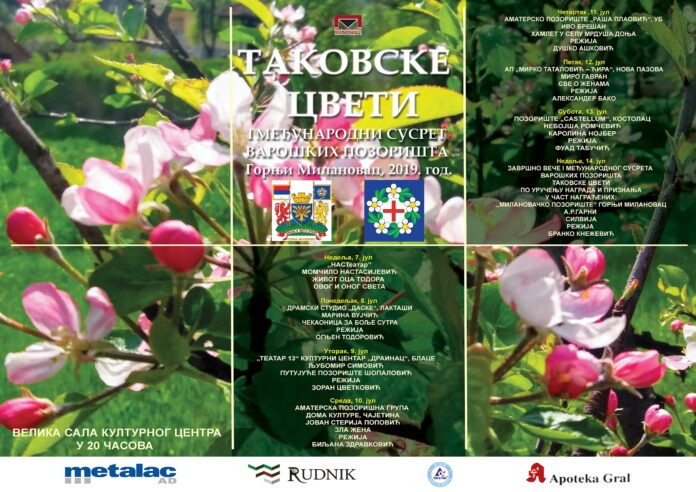 ТАКОВСКЕ
ЦВЕТИ
I МЕЂУНАРОДНИ СУСРЕТ
ВАРОШКИХ ПОЗОРИШТА
Горњи Милановац, 2019. год.
Недеља, 7. јул
„НАСТеатар”
МОМЧИЛО НАСТАСИЈЕВИЋ
ЖИВОТ ОЦА ТОДОРА
ОВОГ И ОНОГ СВЕТА
Понедељак, 8. јул
ДРАМСКИ СТУДИО „ДАСКЕ”, ЛАКТАШИ
МАРИНА ВУЈЧИЋ
ЧЕКАОНИЦА ЗА БОЉЕ СУТРА
РЕЖИЈА
ОГЊЕН ТОДОРОВИЋ
Уторак, 9. јул
„ТЕАТАР 13” КУЛТУРНИ ЦЕНТАР „ДРАИНАЦ”, БЛАЦЕ
ЉУБОМИР СИМОВИЋ
ПУТУЈУЋЕ ПОЗОРИШТЕ ШОПАЛОВИЋ
РЕЖИЈА
ЗОРАН ЦВЕТКОВИЋ
Среда, 10. јул
АМАТЕРСКА ПОЗОРИШНА ГРУПА
ДОМА КУЛТУРЕ, ЧАЈЕТИНА
ЈОВАН СТЕРИЈА ПОПОВИЋ
ЗЛА ЖЕНА
РЕЖИЈА
БИЉАНА ЗДРАВКОВИЋ
Четвртак ,11. јул
АМАТЕРСКО ПОЗОРИШТЕ „РАША ПЛАОВИЋ”, УБ
ИВО БРЕШАН
ХАМЛЕТ У СЕЛУ МРДУША ДОЊА
РЕЖИЈА
ДУШКО АШКОВИЋ
Петак, 12. јул
АП „МИРКО ТАТАЛОВИЋ – ЋИРА”, НОВА ПАЗОВА
МИРО ГАВРАН
СВЕ О ЖЕНАМА
РЕЖИЈА
АЛЕКСАНДЕР БАКО
Субота, 13. јул
ПОЗОРИШТЕ „CASTELLUM”, КОСТОЛАЦ
НЕБОЈША РОМЧЕВИЋ
КАРОЛИНА НОЈБЕР
РЕЖИЈА
ФУАД ТАБУЧИЋ
Недеља, 14. јул
ЗАВРШНО ВЕЧЕ I МЕЂУНАРОДНОГ СУСРЕТА
ВАРОШКИХ ПОЗОРИШТА
ТАКОВСКЕ ЦВЕТИ
ПО УРУЧЕЊУ НАГРАДА И ПРИЗНАЊА
У ЧАСТ НАГРАЂЕНИХ:
„МИЛАНОВАЧКО ПОЗОРИШТЕ” ГОРЊИ МИЛАНОВАЦ
А.Р.ГАРНИ
СИЛВИЈА
РЕЖИЈА
БРАНКО КНЕЖЕВИЋ
ВЕЛИКА САЛА КУЛТУРНОГ ЦЕНТРА
У 20 ЧАСОВА
metalac
AD
RUDNIK
Apoteka Gral